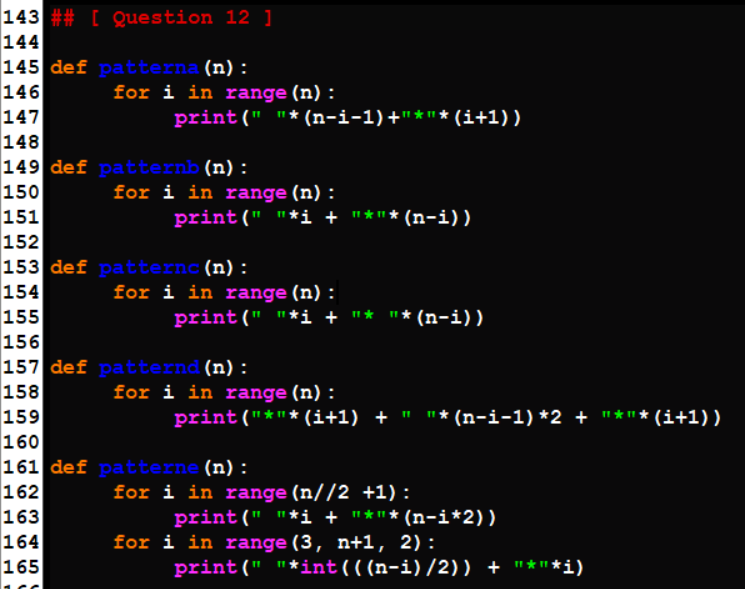 143 ## [ Question 12 ]
144
145 def patterna(n):
146     for i in range(n):
147         print(" "*(n-i-1)+"*"*(i+1))
148
149 def patternb(n):
150     for i in range(n):
151         print(" "*i + "*"*(n-i))
152
153 def patternc(n):
154     for i in range(n):
155         print(" "*i + "* "*(n-i))
156
157 def patternd(n):
158     for i in range(n):
159         print("*"*(i+1) + " "*(n-i-1)*2 + "*"*(i+1))
160
161 def patterne(n):
162     for i in range(n//2 +1):
163         print(" "*i + "*"*(n-i*2))
164     for i in range(3, n+1, 2):
165         print(" "*int(((n-i)/2)) + "*"*i)